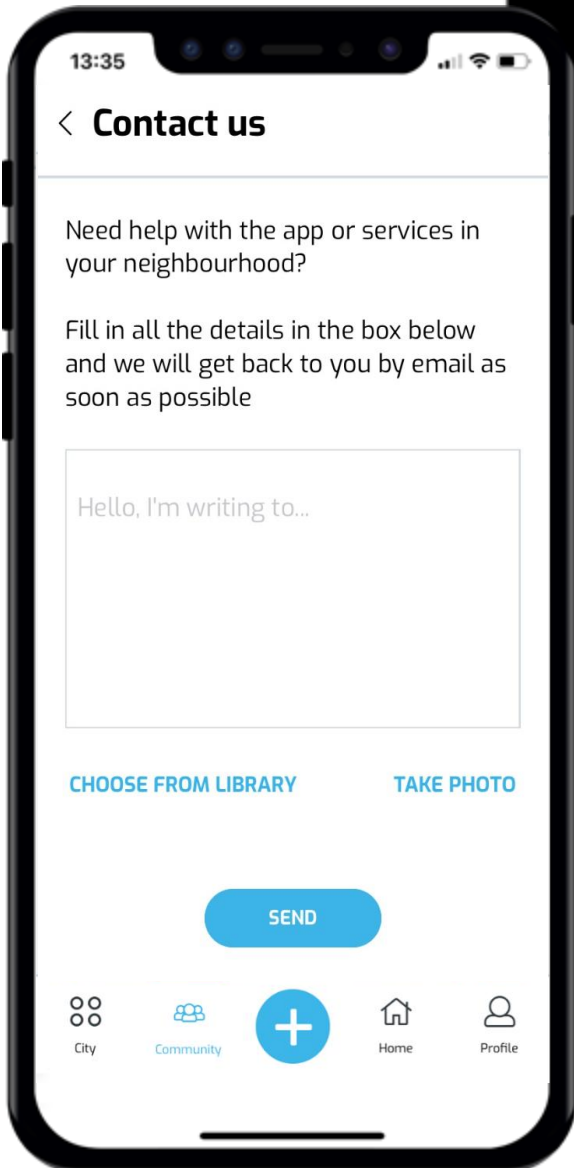 13:35
Contact us
Need help with the app or services in
your neighbourhood?
Fill in all the details in the box below
and we will get back to you by email as
soon as possible
Hello, I'm writing to...
CHOOSE FROM LIBRARY
TAKE PHOTO
SEND
City
Community
Home
Profile